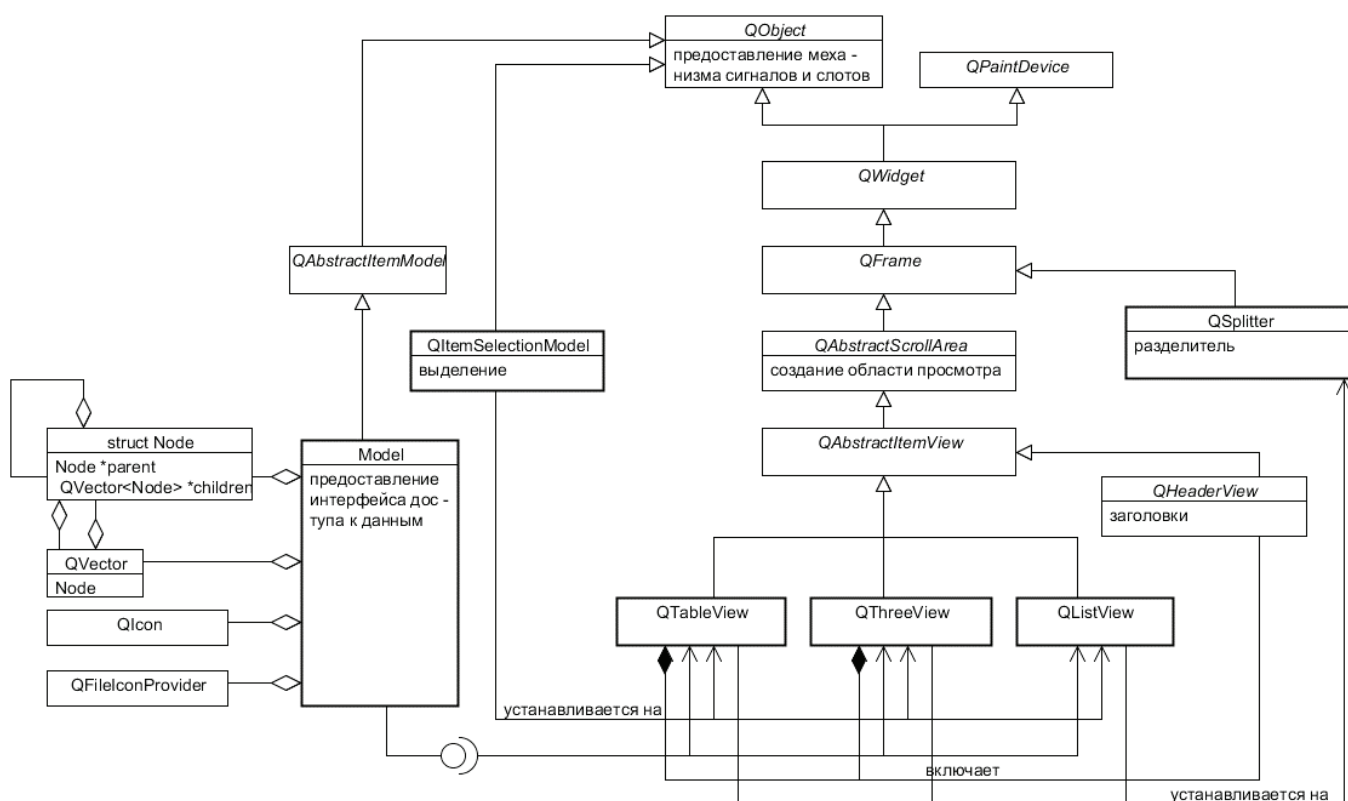 QObject
предоставление меха -
низма сигналов и слотов
QPaintDevice
QWidget
QAbstractItemModel
QFrame
QSplitter
разделитель
QItemSelectionModel
выделение
QAbstractScrollArea
создание области просмотра
struct Node
Node *parent
QVector<Node> *children
Model
предоставление
интерфейса дос -
тупа к данным
QAbstractItemView
QHeaderView
заголовки
QVector
Node
QIcon
QFileIconProvider
QTableView
QThreeView
QListView
устанавливается на
включает
устанавливается на